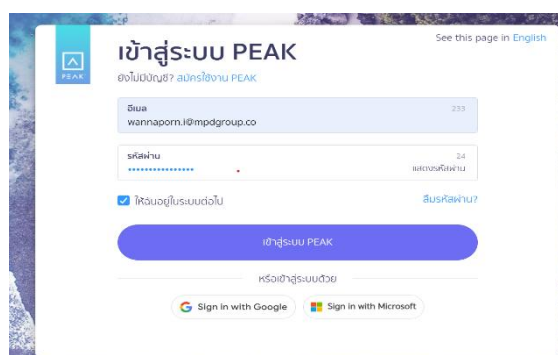 See this page in English
PEAK
เข้าสู่ระบบ PEAK
ยังไม่มีบัญชี? สมัครใช้งาน PEAK
อีเมล
233
wannaporn.i@mpdgroup.co
รหัสผ่าน
24
แสดงรหัสผ่าน
ให้ฉันอยู่ในระบบต่อไป
ลืมรหัสผ่าน?
เข้าสู่ระบบ PEAK
หรือเข้าสู่ระบบด้วย
Sign in with Google
Sign in with Microsoft